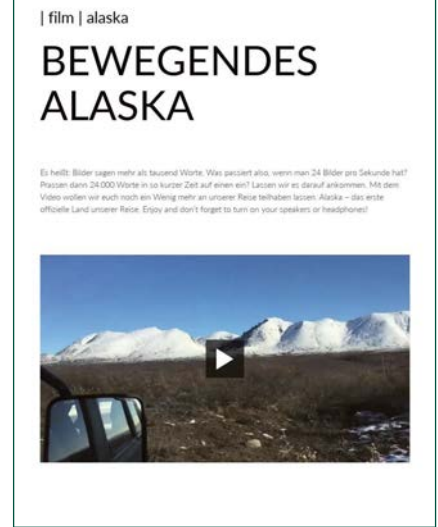 | film | alaska
BEWEGENDES
ALASKA
Es heißt: Bilder sagen mehr als tausend Worte. Was passiert also, wenn man 24 Bilder pro Sekunde hat?
Prassen dann 24.000 Worte in so kurzer Zeit auf einen ein? Lassen wir es darauf ankommen. Mit dem
Video wollen wir euch noch ein Wenig mehr an unserer Reise teilhaben lassen. Alaska – das erste
offizielle Land unserer Reise. Enjoy and don't forget to turn on your speakers or headphones!